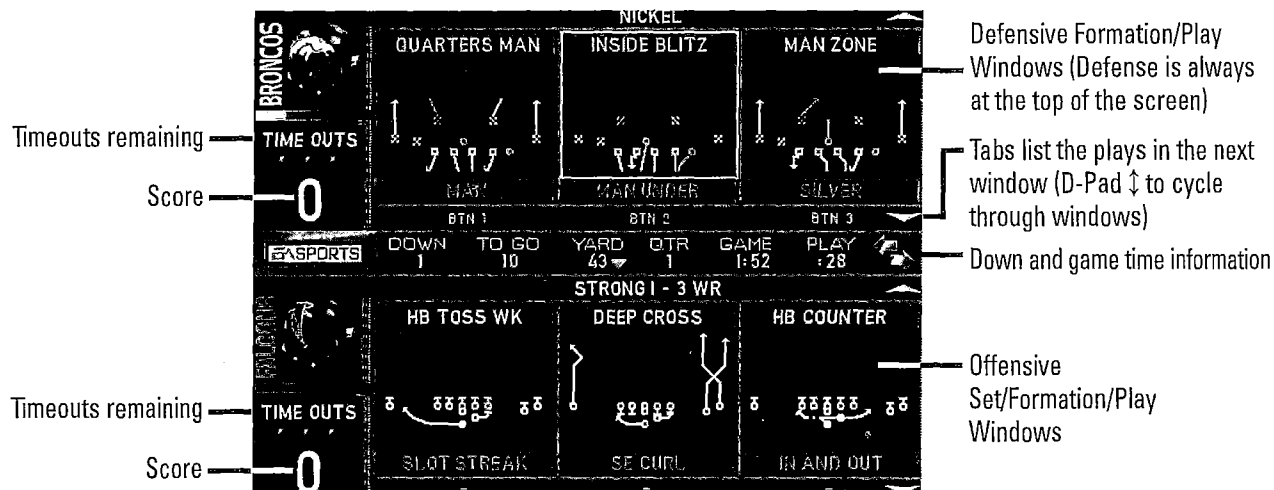 NICKEL
BRONCOS
QUARTERS MAN
INSIDE BLITZ
MAN ZONE
TIME OUTS
0
MAN
MAN UNDER
SILVER
BTN 1
BTN 2
BTN 3
EA SPORTS
DOWN
1
TO GO
10
YARD
43
QTR
1
GAME
1:52
PLAY
:28
STRONG I - 3 WR
FALCONS
HB TOSS WK
DEEP CROSS
HB COUNTER
TIME OUTS
0
SLOT STREAK
SE CURL
IN AND OUT
Timeouts remaining
Score
Timeouts remaining
Score
Defensive Formation/Play
Windows (Defense is always
at the top of the screen)
Tabs list the plays in the next
window (D-Pad ↕ to cycle
through windows)
Down and game time information
Offensive
Set/Formation/Play
Windows